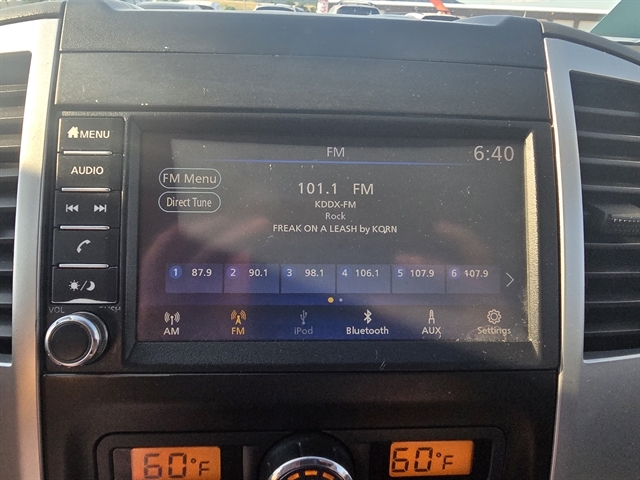 MENU
FM
6:40
AUDIO
FM Menu
101.1 FM
Direct Tune
KDDX-FM
Rock
FREAK ON A LEASH by KORN
1 87.9 2 90.1 3 98.1 4 106.1 5 107.9 6 107.9
VOL PUSH
AM FM iPod Bluetooth AUX Settings
60°F 60°F